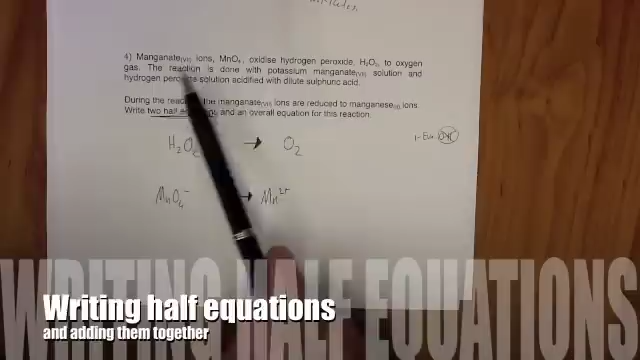 4) Manganate(VII) ions, MnO₄⁻, oxidise hydrogen peroxide, H₂O₂, to oxygen
gas. The reaction is done with potassium manganate(VII) solution and
hydrogen peroxide solution acidified with dilute sulphuric acid.
During the reaction the manganate(VII) ions are reduced to manganese(II) ions.
Write two half equations and an overall equation for this reaction.
H₂O₂ → O₂
MnO₄⁻ → Mn²⁺
WRITING HALF EQUATIONS
Writing half equations
and adding them together